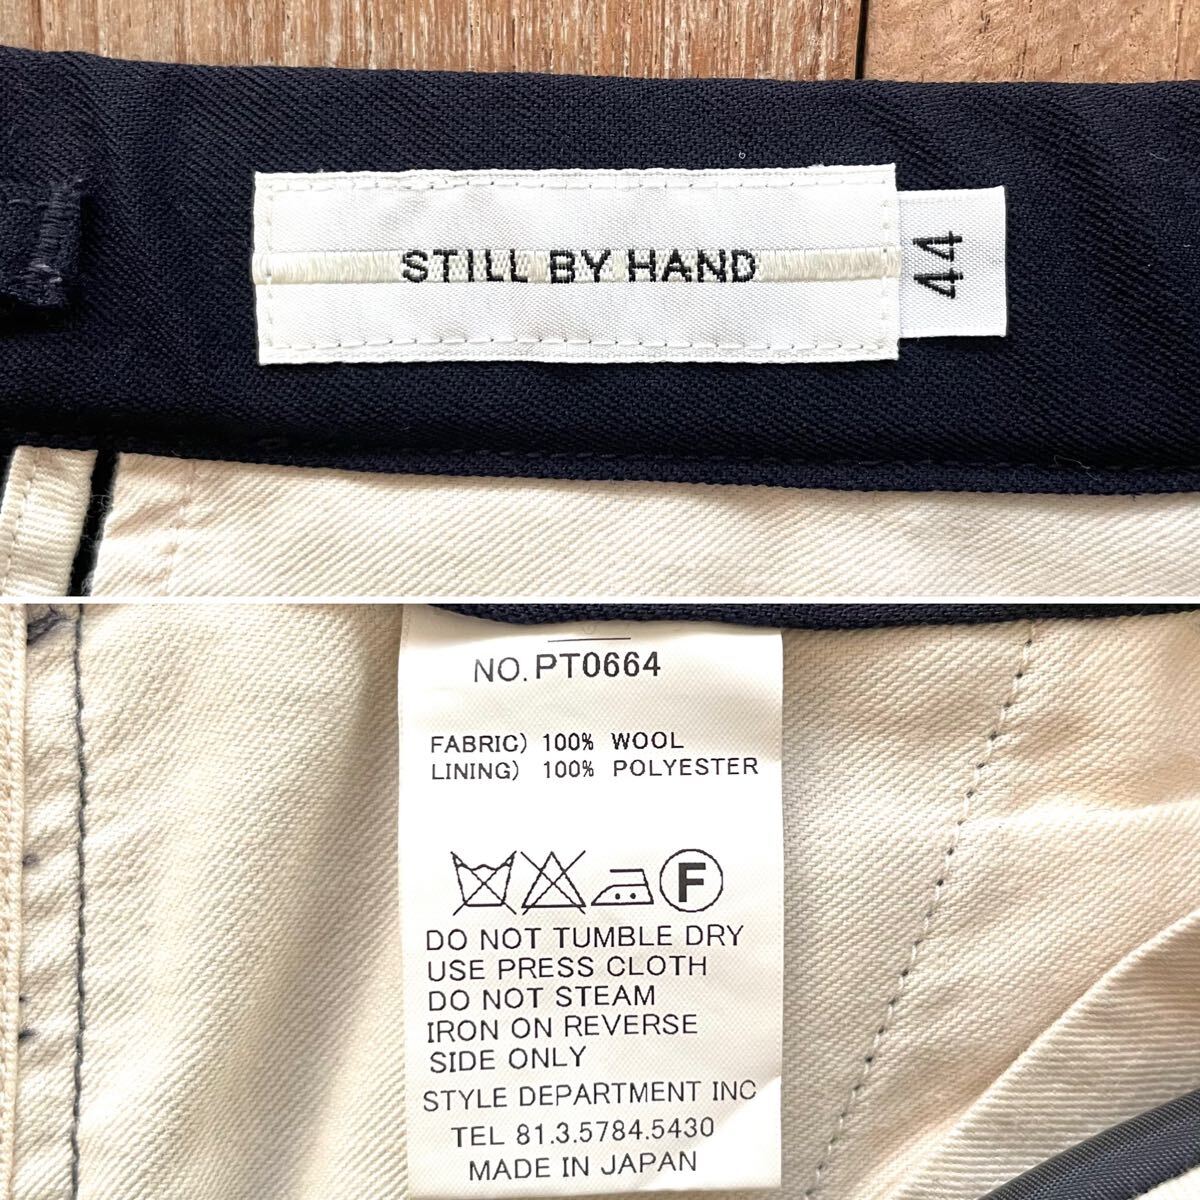 STILL BY HAND
44
NO. PT0664
FABRIC) 100% WOOL
LINING) 100% POLYESTER
F
DO NOT TUMBLE DRY
USE PRESS CLOTH
DO NOT STEAM
IRON ON REVERSE
SIDE ONLY
STYLE DEPARTMENT INC
TEL 81.3.5784.5430
MADE IN JAPAN